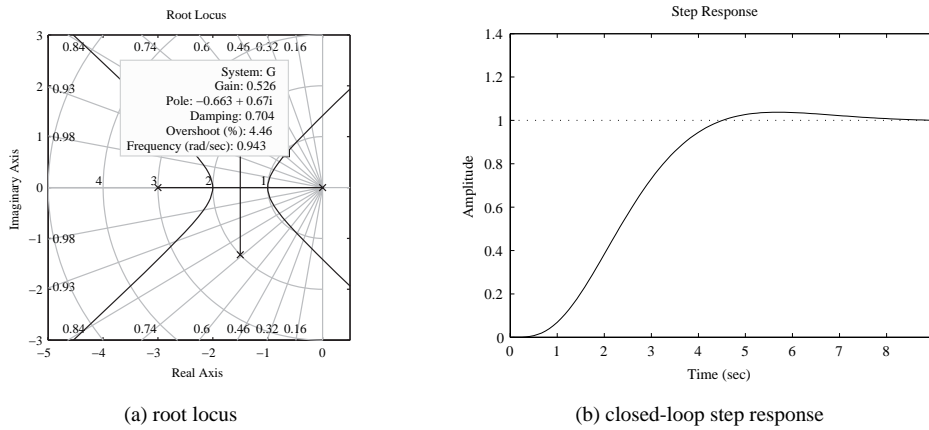 Root Locus
3
2
1
0
−1
−2
−3
Imaginary Axis
0.84 0.74 0.6 0.46 0.32 0.16
0.93
0.98
4 3 2 1
0.98
0.93
0.84 0.74 0.6 0.46 0.32 0.16
System: G
Gain: 0.526
Pole: −0.663 + 0.67i
Damping: 0.704
Overshoot (%): 4.46
Frequency (rad/sec): 0.943
−5 −4 −3 −2 −1 0
Real Axis
(a) root locus
Step Response
1.4
1.2
1
0.8
0.6
0.4
0.2
0
Amplitude
0 1 2 3 4 5 6 7 8
Time (sec)
(b) closed-loop step response